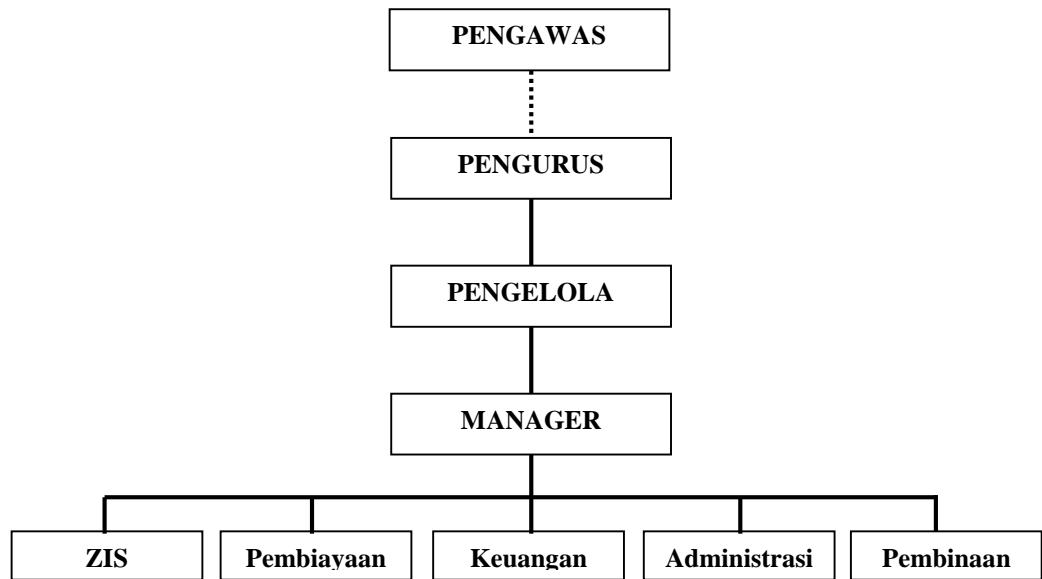 PENGAWAS
PENGURUS
PENGELOLA
MANAGER
ZIS
Pembiayaan
Keuangan
Administrasi
Pembinaan